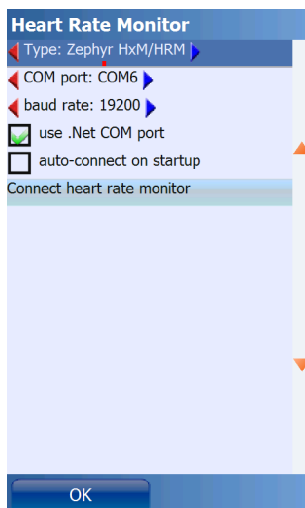 Heart Rate Monitor
Type: Zephyr HxM/HRM
COM port: COM6
baud rate: 19200
use .Net COM port
auto-connect on startup
Connect heart rate monitor
OK